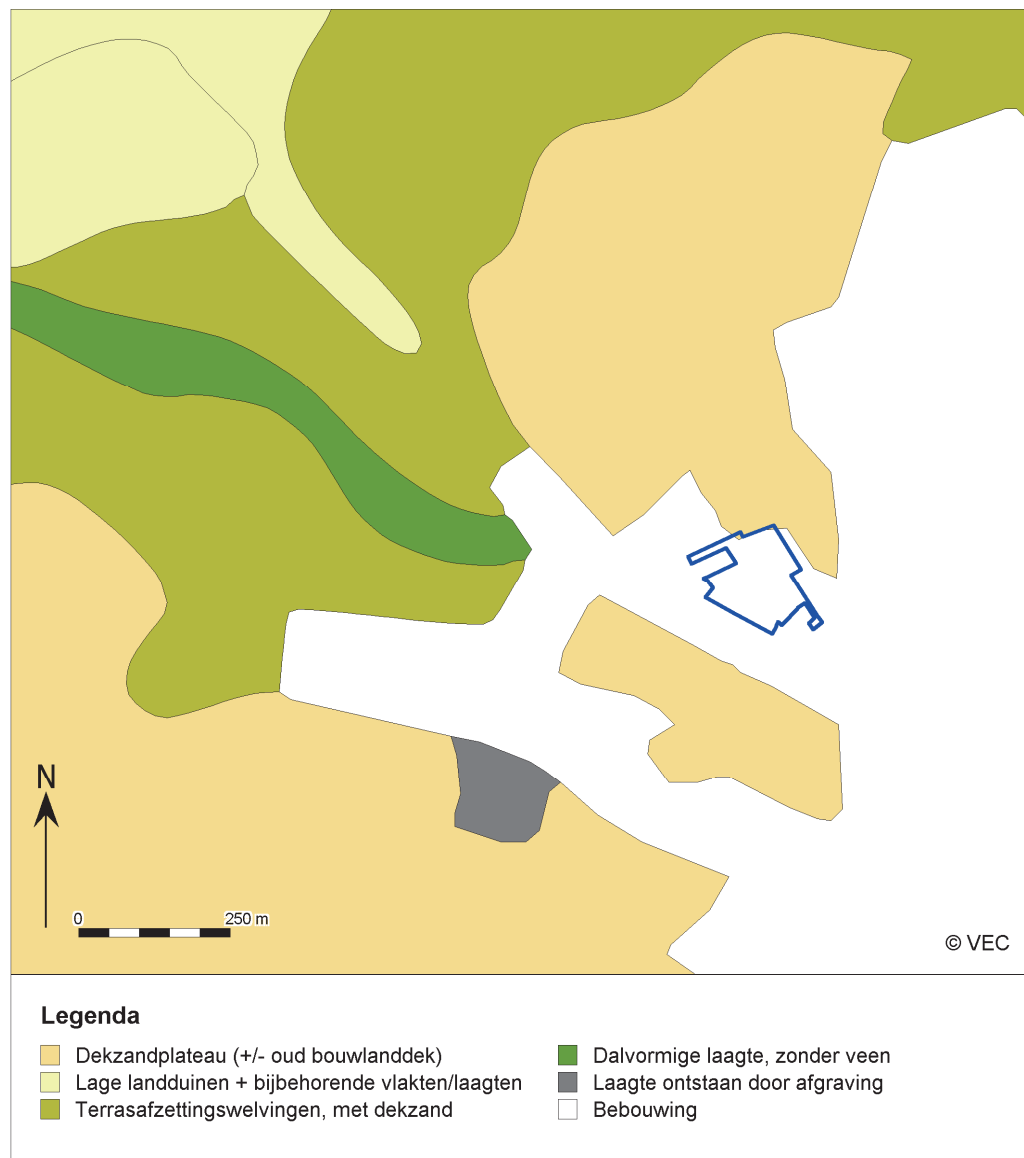 N
0 250 m
© VEC
Legenda
Dekzandplateau (+/- oud bouwlanddek)
Lage landduinen + bijbehorende vlakten/laagten
Terrasafzettingswelvingen, met dekzand
Dalvormige laagte, zonder veen
Laagte ontstaan door afgraving
Bebouwing